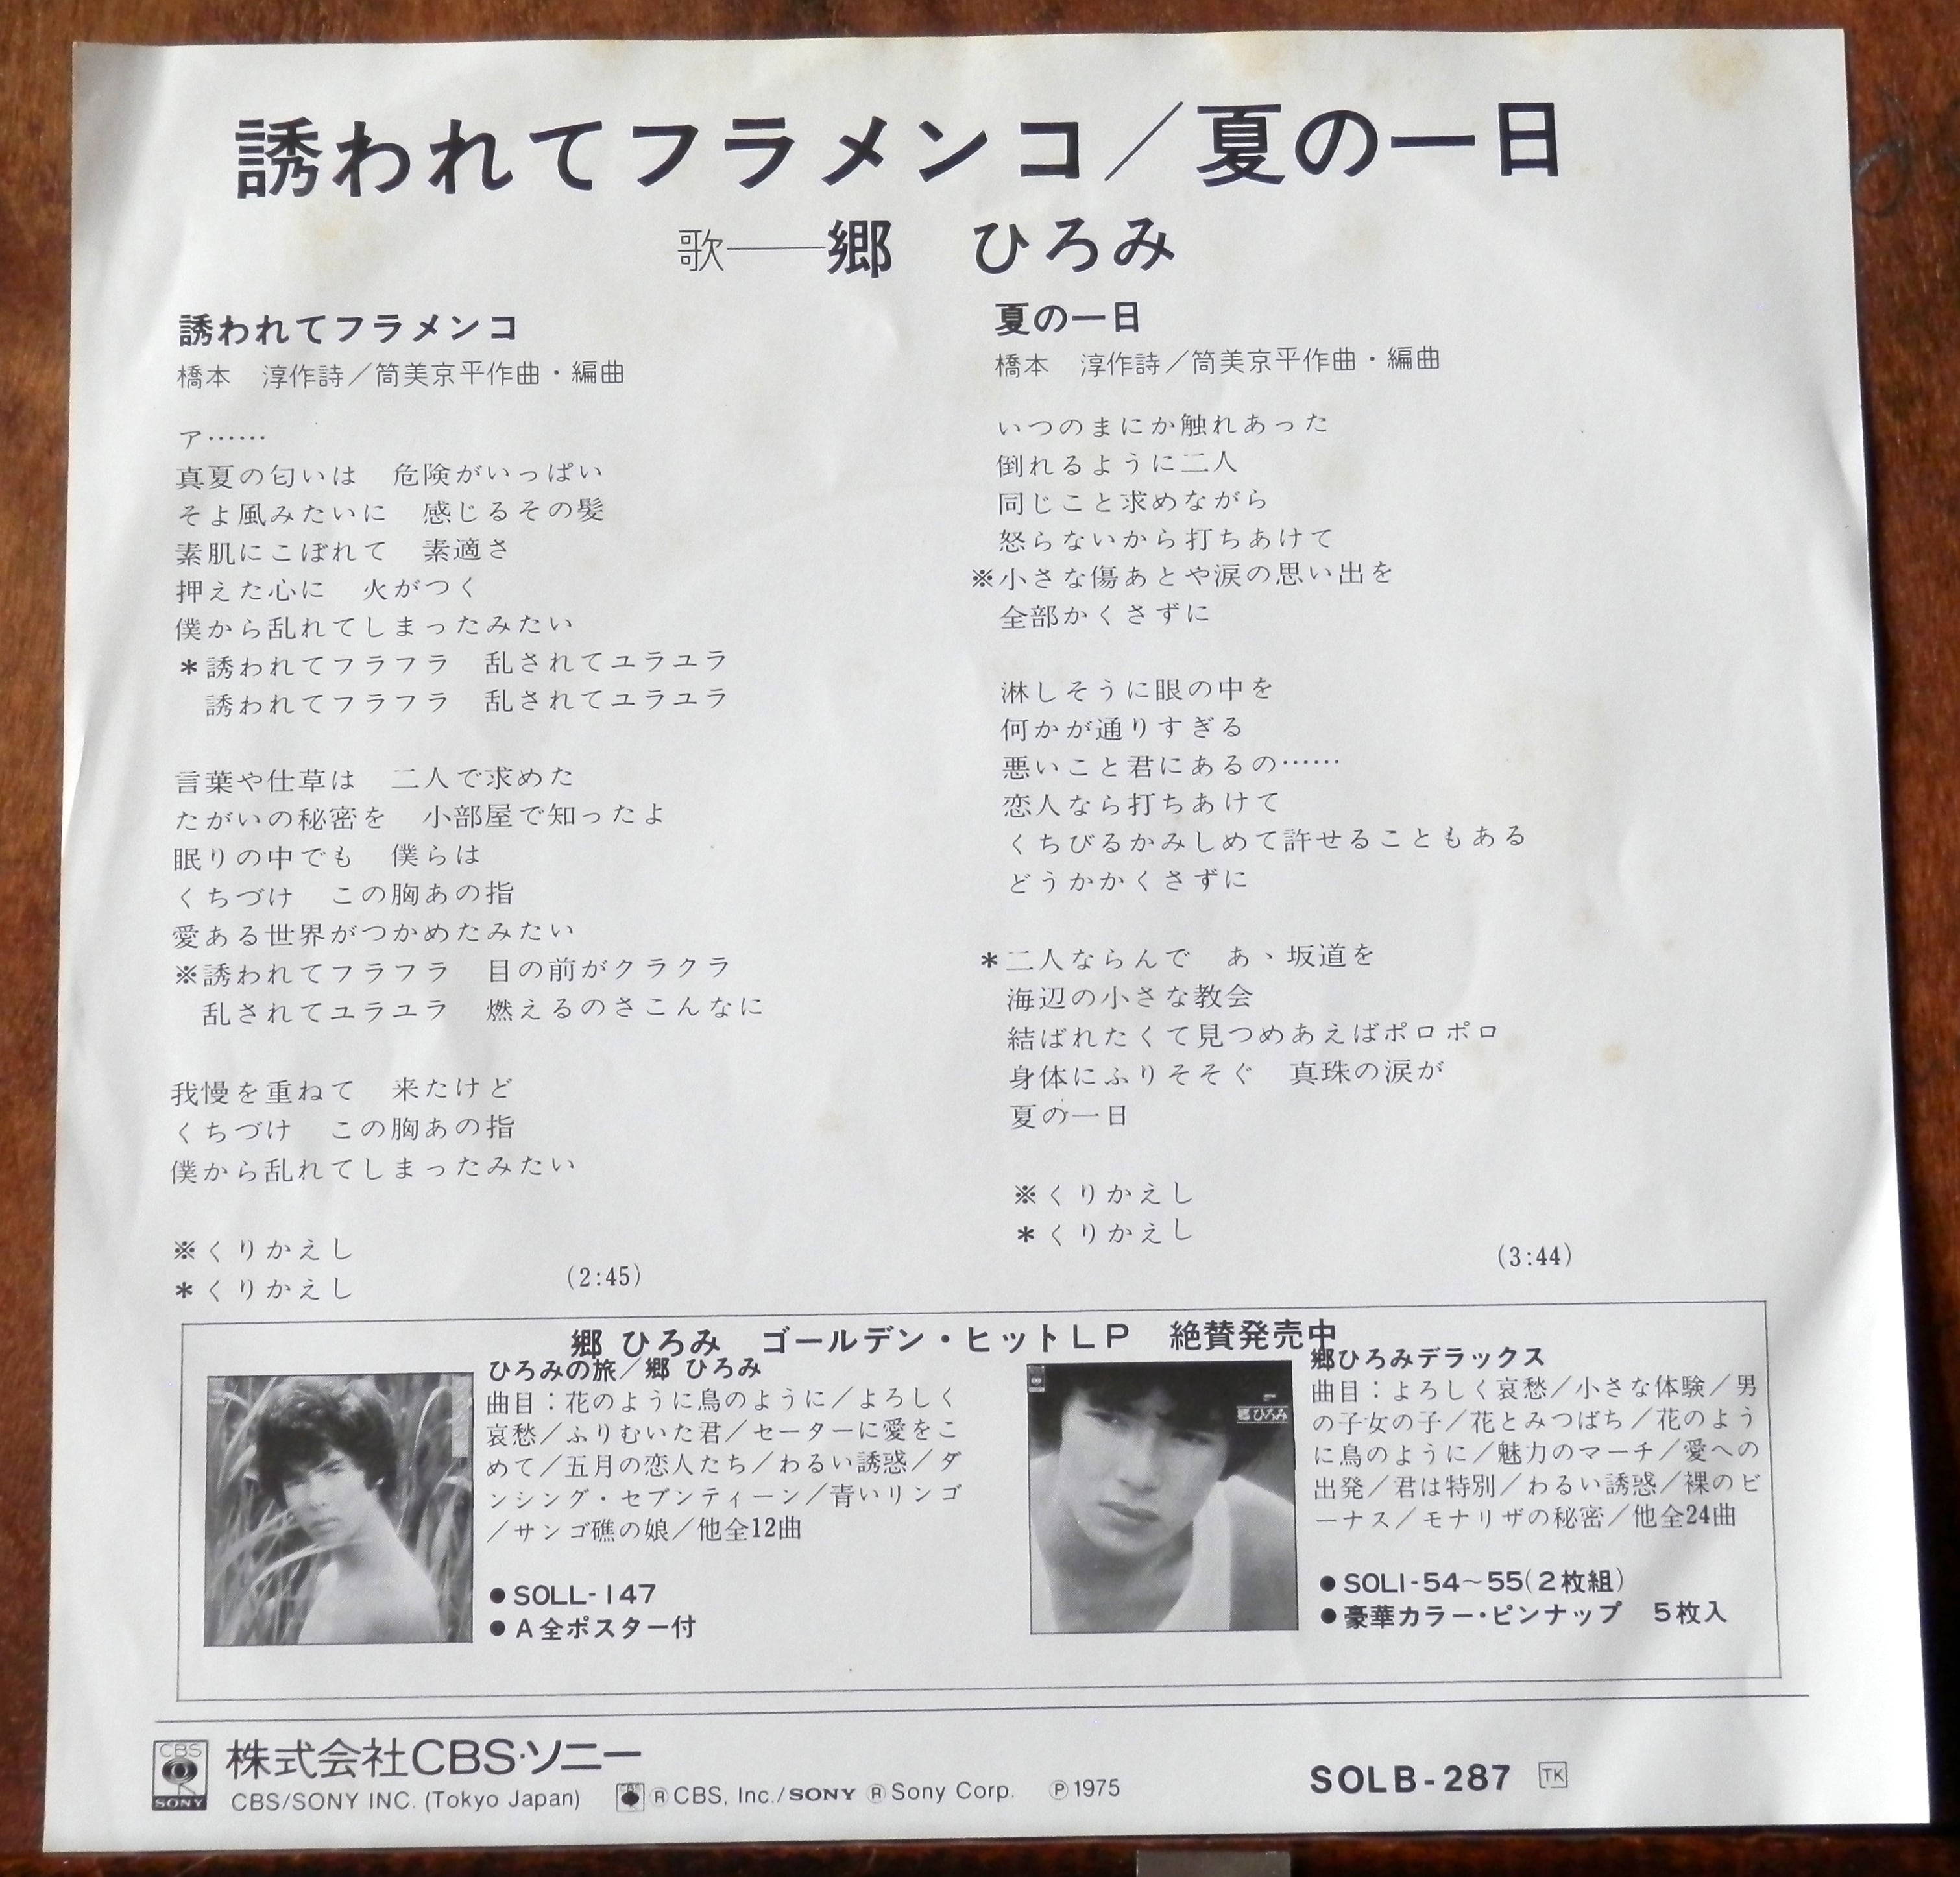 誘われてフラメンコ／夏の一日
歌――郷　ひろみ
誘われてフラメンコ
橋本　淳作詩／筒美京平作曲・編曲
ア……
真夏の匂いは　危険がいっぱい
そよ風みたいに　感じるその髪
素肌にこぼれて　素適さ
押えた心に　火がつく
僕から乱れてしまったみたい
＊誘われてフラフラ　乱されてユラユラ
誘われてフラフラ　乱されてユラユラ
言葉や仕草は　二人で求めた
たがいの秘密を　小部屋で知ったよ
眠りの中でも　僕らは
くちづけ　この胸あの指
愛ある世界がつかめたみたい
※誘われてフラフラ　目の前がクラクラ
乱されてユラユラ　燃えるのさこんなに
我慢を重ねて　来たけど
くちづけ　この胸あの指
僕から乱れてしまったみたい
※くりかえし
＊くりかえし
(2:45)
夏の一日
橋本　淳作詩／筒美京平作曲・編曲
いつのまにか触れあった
倒れるように二人
同じこと求めながら
怒らないから打ちあけて
※小さな傷あとや涙の思い出を
全部かくさずに
淋しそうに眼の中を
何かが通りすぎる
悪いこと君にあるの……
恋人なら打ちあけて
くちびるかみしめて許せることもある
どうかかくさずに
＊二人ならんで　あゝ坂道を
海辺の小さな教会
結ばれたくて見つめあえばポロポロ
身体にふりそそぐ　真珠の涙が
夏の一日
※くりかえし
＊くりかえし
(3:44)
郷 ひろみ　ゴールデン・ヒットＬＰ　絶賛発売中
ひろみの旅／郷 ひろみ
曲目：花のように鳥のように／よろしく
哀愁／ふりむいた君／セーターに愛をこ
めて／五月の恋人たち／わるい誘惑／ダ
ンシング・セブンティーン／青いリンゴ
／サンゴ礁の娘／他全12曲
●SOLL-147
●A全ポスター付
郷ひろみ
郷ひろみデラックス
曲目：よろしく哀愁／小さな体験／男
の子女の子／花とみつばち／花のよう
に鳥のように／魅力のマーチ／愛への
出発／君は特別／わるい誘惑／裸のビ
ーナス／モナリザの秘密／他全24曲
●SOLI-54～55(2枚組)
●豪華カラー・ピンナップ　5枚入
CBS
SONY
株式会社CBS・ソニー
CBS/SONY INC. (Tokyo Japan)
ⓇCBS, Inc./SONY ⓇSony Corp. Ⓟ1975
SOLB-287 TK